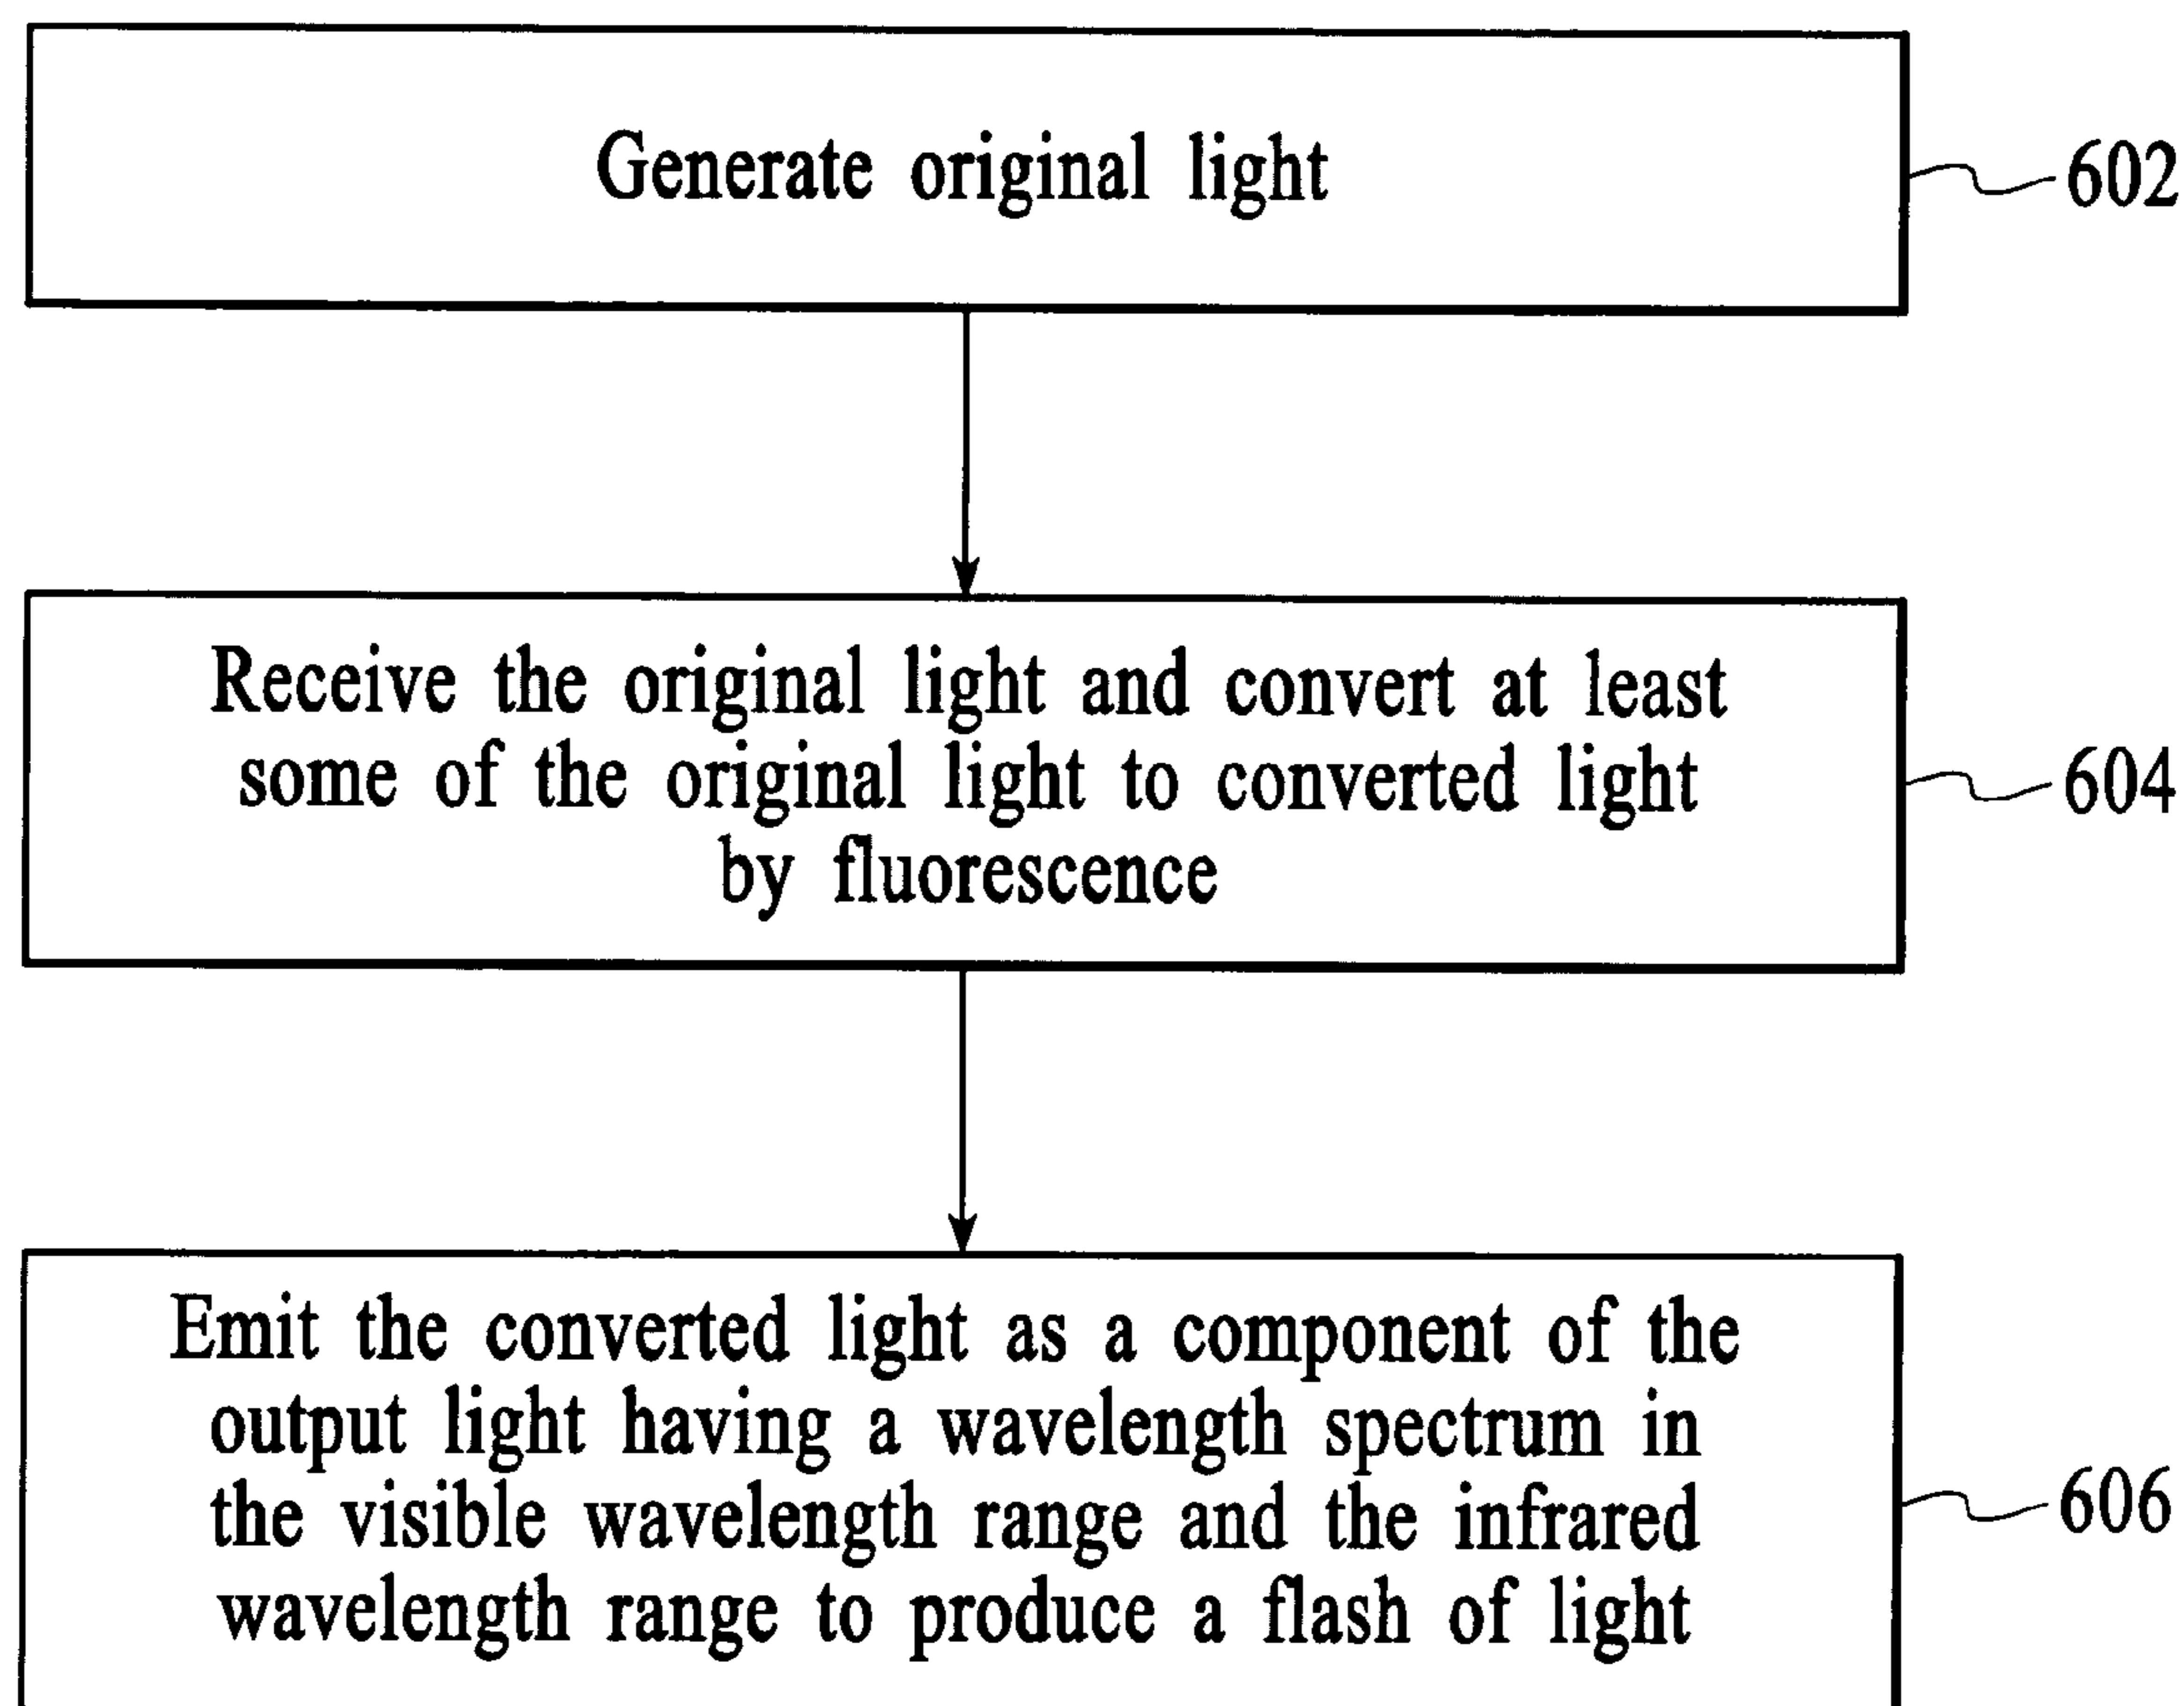 Generate original light
602
Receive the original light and convert at least
some of the original light to converted light
by fluorescence
604
Emit the converted light as a component of the
output light having a wavelength spectrum in
the visible wavelength range and the infrared
wavelength range to produce a flash of light
606